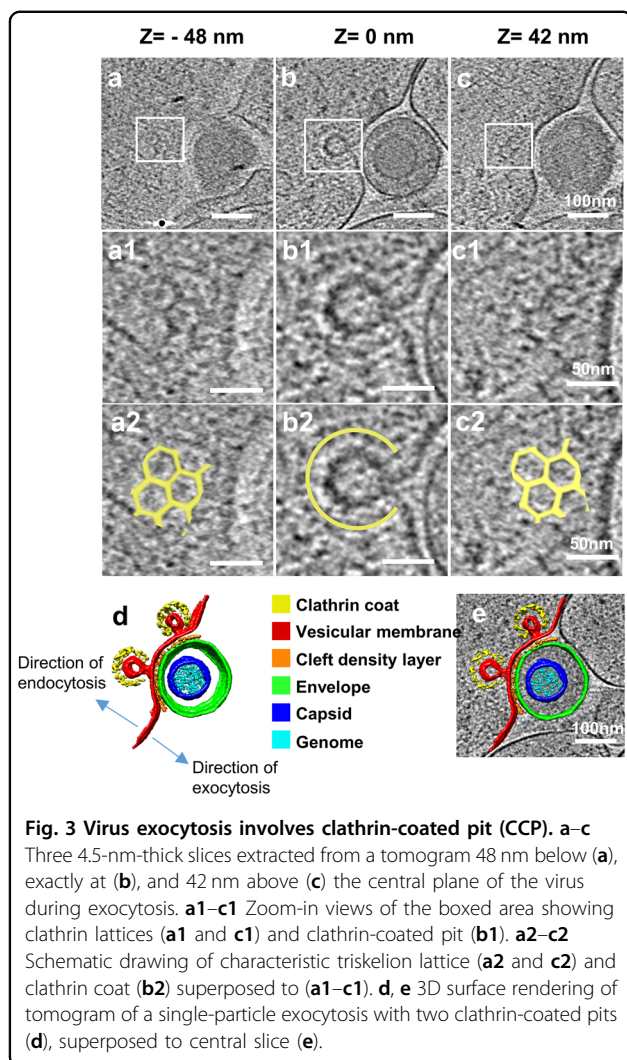 Z= - 48 nm Z= 0 nm Z= 42 nm
a b c
100nm
a1 b1 c1
50nm
a2 b2 c2
50nm
d
Clathrin coat
Vesicular membrane
Cleft density layer
Envelope
Capsid
Genome
Direction of
endocytosis
Direction of
exocytosis
e
100nm
Fig. 3 Virus exocytosis involves clathrin-coated pit (CCP). a–c
Three 4.5-nm-thick slices extracted from a tomogram 48 nm below (a),
exactly at (b), and 42 nm above (c) the central plane of the virus
during exocytosis. a1–c1 Zoom-in views of the boxed area showing
clathrin lattices (a1 and c1) and clathrin-coated pit (b1). a2–c2
Schematic drawing of characteristic triskelion lattice (a2 and c2) and
clathrin coat (b2) superposed to (a1–c1). d, e 3D surface rendering of
tomogram of a single-particle exocytosis with two clathrin-coated pits
(d), superposed to central slice (e).